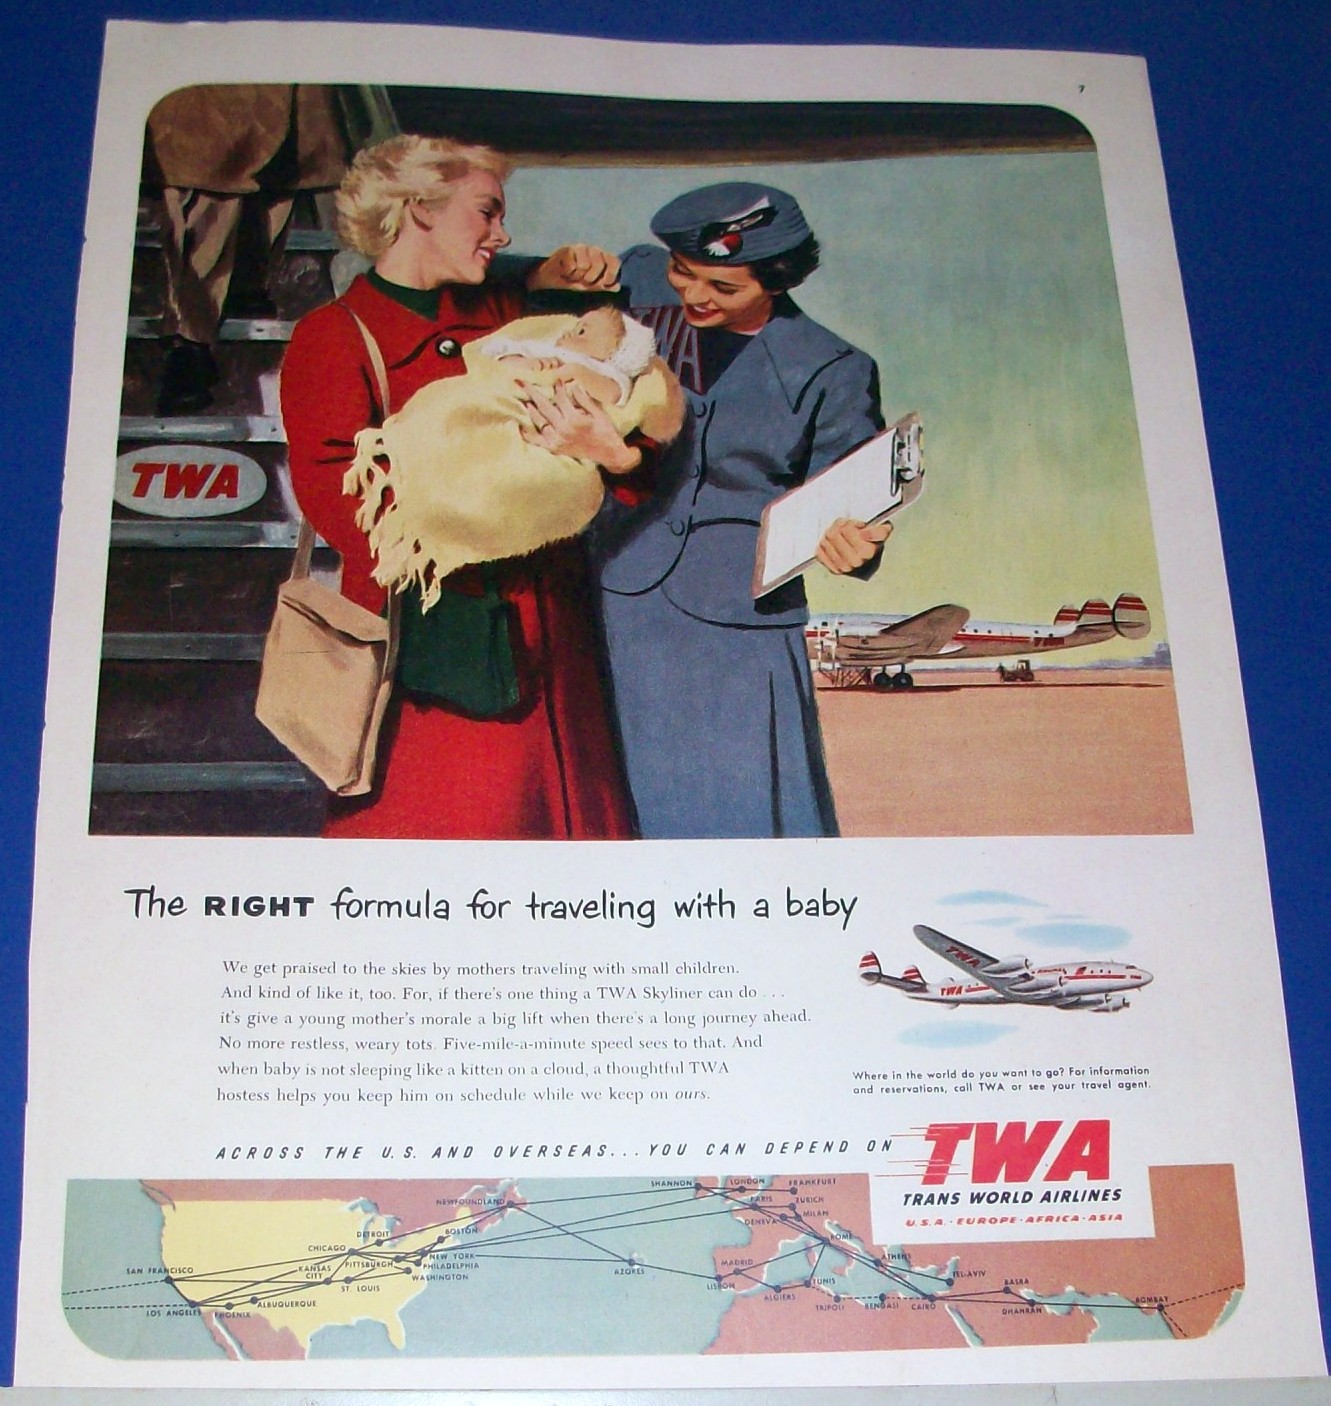 7
TWA
TWA
The RIGHT formula for traveling with a baby
We get praised to the skies by mothers traveling with small children.
And kind of like it, too. For, if there's one thing a TWA Skyliner can do . . .
it's give a young mother's morale a big lift when there's a long journey ahead.
No more restless, weary tots. Five-mile-a-minute speed sees to that. And
when baby is not sleeping like a kitten on a cloud, a thoughtful TWA
hostess helps you keep him on schedule while we keep on ours.
TWA
TWA
Where in the world do you want to go? For information
and reservations, call TWA or see your travel agent.
ACROSS THE U.S. AND OVERSEAS...YOU CAN DEPEND ON
TWA
TRANS WORLD AIRLINES
U.S.A. · EUROPE · AFRICA · ASIA
SAN FRANCISCO
LOS ANGELES
PHOENIX
ALBUQUERQUE
KANSAS
CITY
ST. LOUIS
CHICAGO
DETROIT
PITTSBURGH
BOSTON
NEW YORK
PHILADELPHIA
WASHINGTON
NEWFOUNDLAND
AZORES
SHANNON
LONDON
FRANKFURT
PARIS
ZURICH
GENEVA
MILAN
ROME
MADRID
LISBON
ALGIERS
TUNIS
TRIPOLI
BENGASI
CAIRO
ATHENS
TEL-AVIV
BASRA
DHAHRAN
BOMBAY